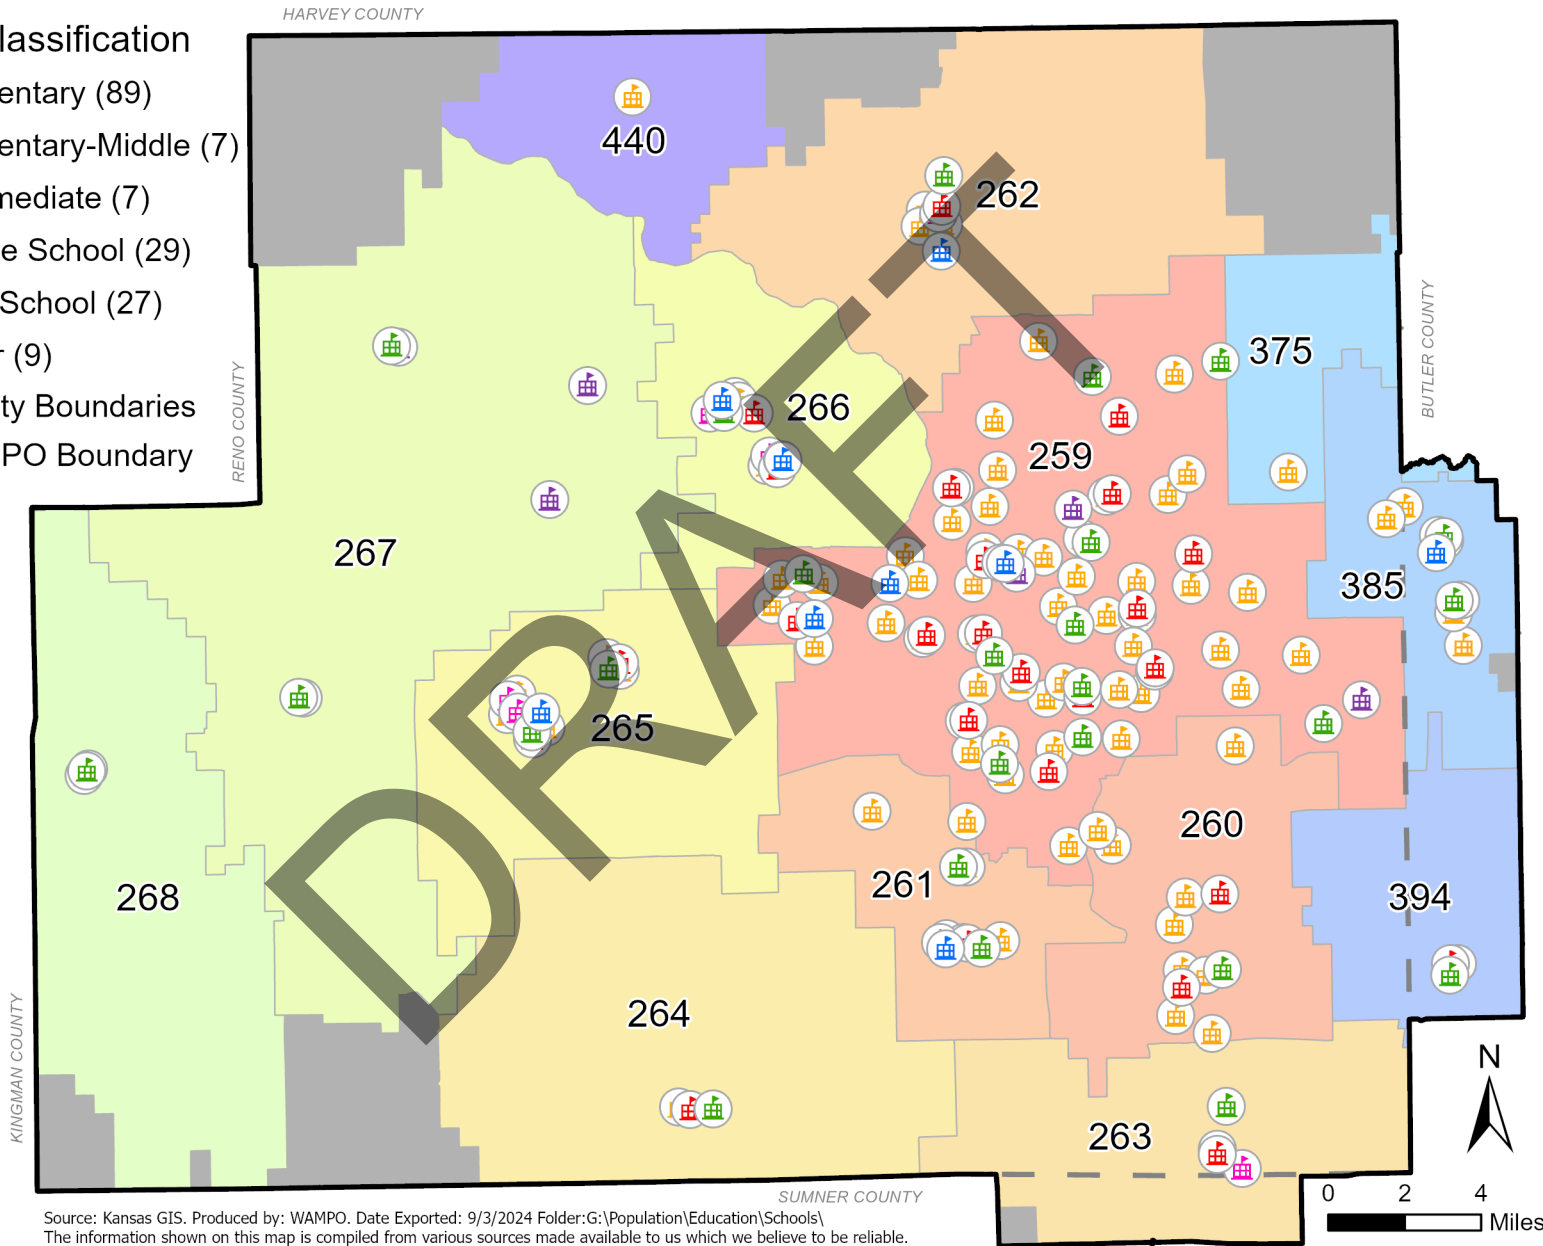 HARVEY COUNTY
lassification
entary (89)
entary-Middle (7)
mediate (7)
e School (29)
School (27)
r (9)
ty Boundaries
PO Boundary
RENO COUNTY
BUTLER COUNTY
KINGMAN COUNTY
SUMNER COUNTY
440
262
375
266
259
267
385
265
260
268
261
394
264
263
DRAFT
N
0 2 4
Miles
Source: Kansas GIS. Produced by: WAMPO. Date Exported: 9/3/2024 Folder:G:\Population\Education\Schools\
The information shown on this map is compiled from various sources made available to us which we believe to be reliable.